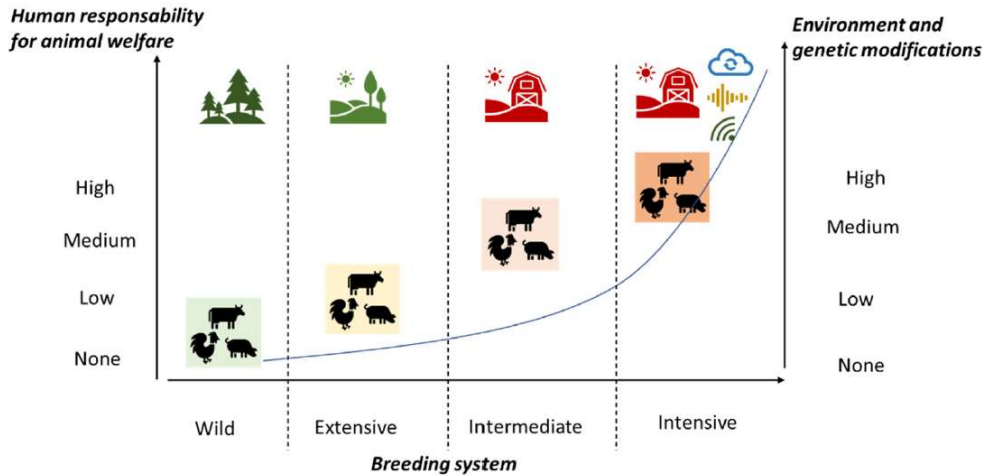 Human responsability
for animal welfare
Environment and
genetic modifications
High
Medium
Low
None
High
Medium
Low
None
Wild
Extensive
Intermediate
Intensive
Breeding system